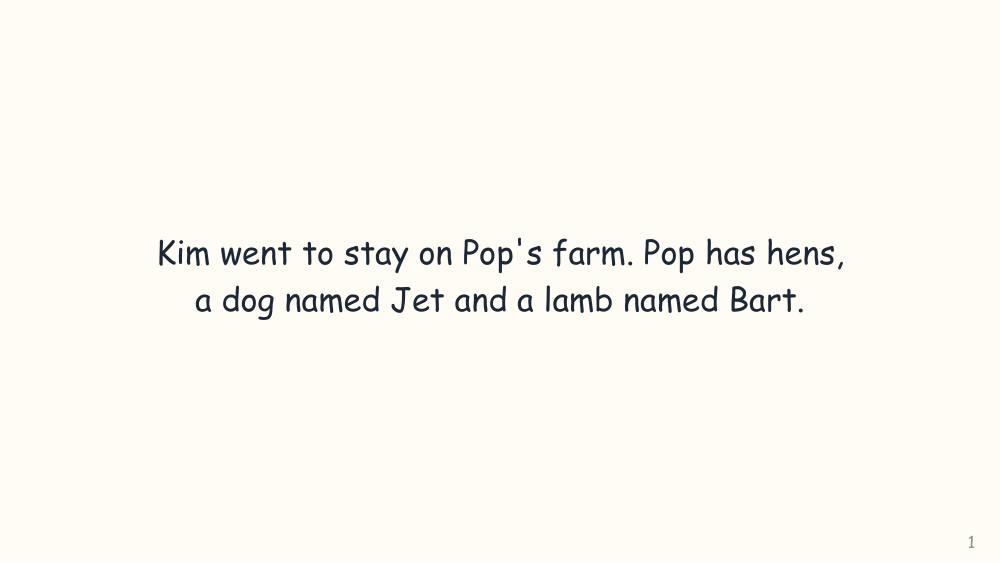 Kim went to stay on Pop's farm. Pop has hens,
a dog named Jet and a lamb named Bart.
1